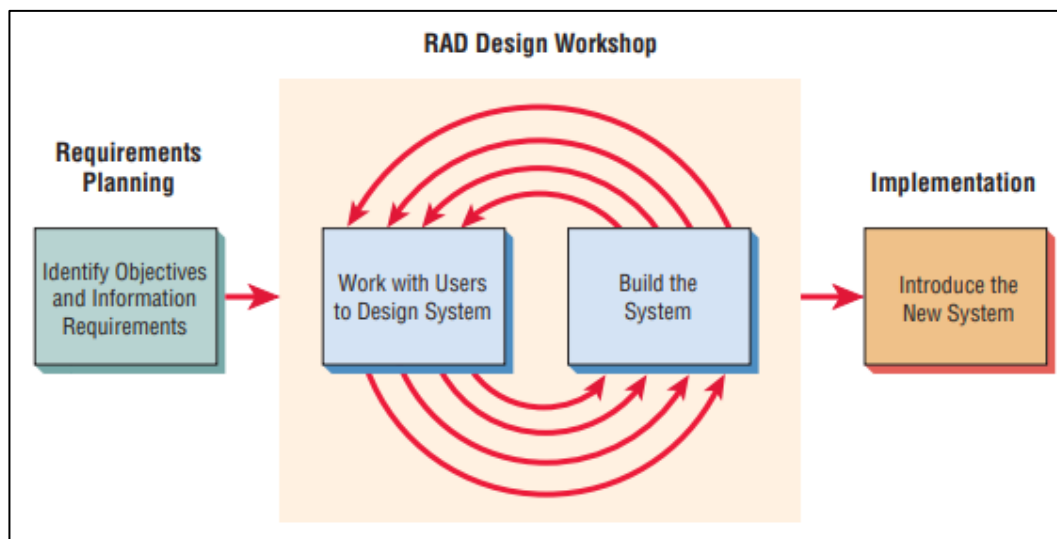 RAD Design Workshop
Requirements
Planning
Identify Objectives
and Information
Requirements
Work with Users
to Design System
Build the
System
Implementation
Introduce the
New System